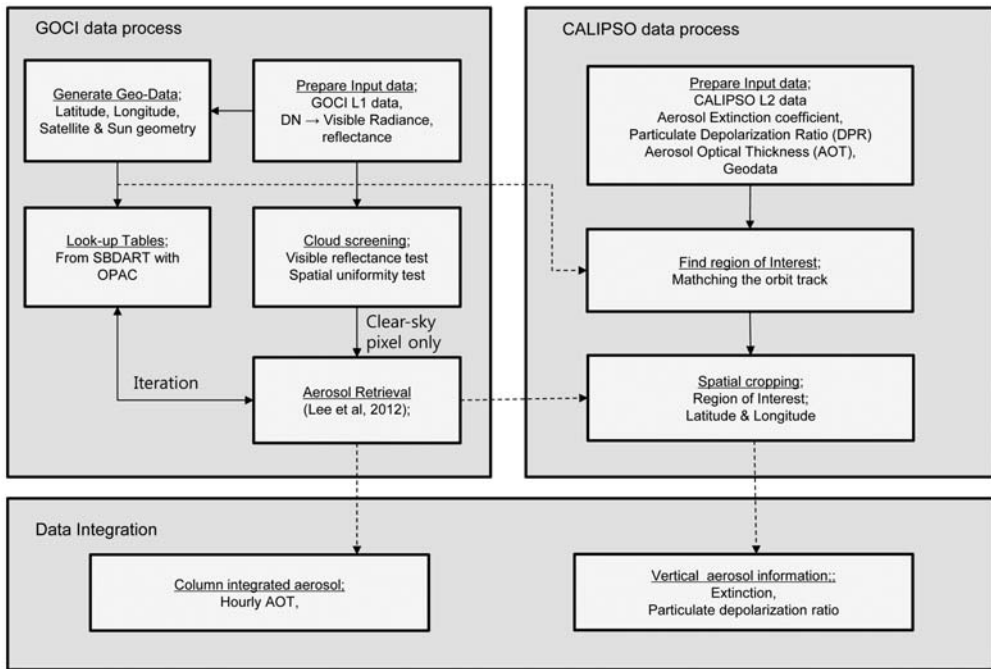 GOCI data process
Generate Geo-Data;
Latitude, Longitude,
Satellite & Sun geometry
Prepare Input data;
GOCI L1 data,
DN → Visible Radiance,
reflectance
Look-up Tables;
From SBDART with
OPAC
Cloud screening;
Visible reflectance test
Spatial uniformity test
Clear-sky
pixel only
Iteration
Aerosol Retrieval
(Lee et al, 2012);
CALIPSO data process
Prepare Input data;
CALIPSO L2 data
Aerosol Extinction coefficient,
Particulate Depolarization Ratio (DPR)
Aerosol Optical Thickness (AOT),
Geodata
Find region of Interest;
Mathching the orbit track
Spatial cropping;
Region of Interest;
Latitude & Longitude
Data Integration
Column integrated aerosol;
Hourly AOT,
Vertical aerosol information;;
Extinction,
Particulate depolarization ratio